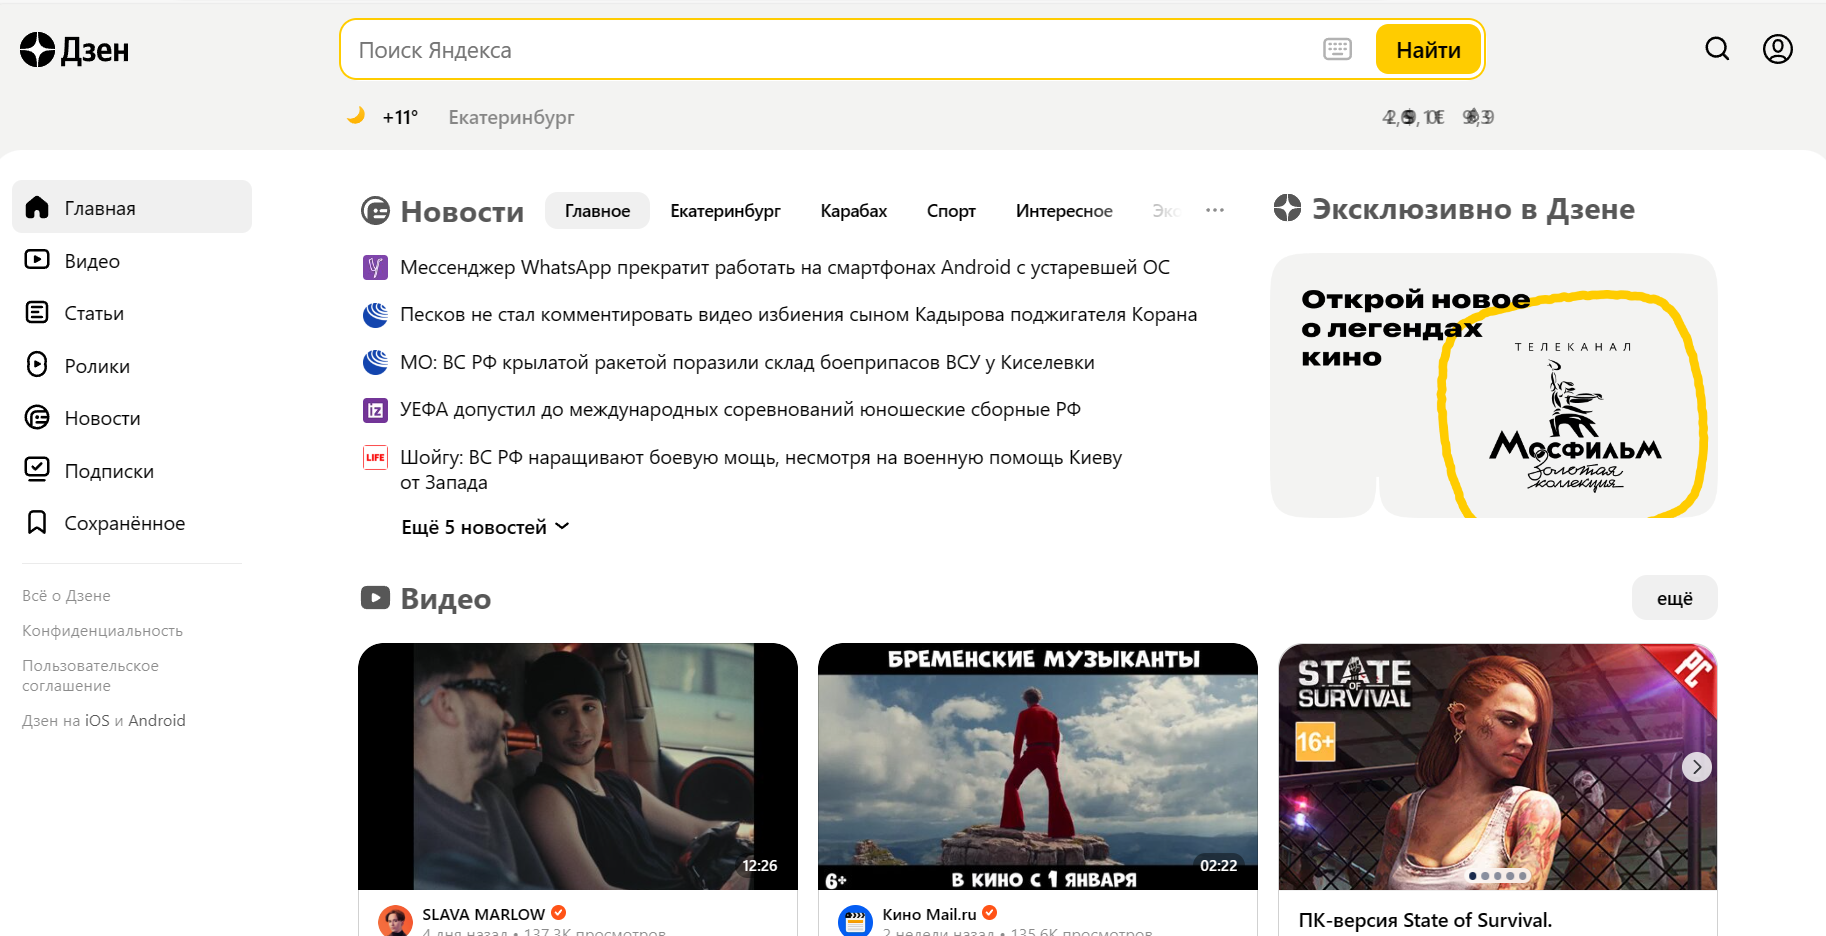 Дзен
Поиск Яндекса
Найти
+11°
Екатеринбург
Главная
Видео
Статьи
Ролики
Новости
Подписки
Сохранённое
Всё о Дзене
Конфиденциальность
Пользовательское
соглашение
Дзен на iOS и Android
Новости
Главное
Екатеринбург
Карабах
Спорт
Интересное
Экс
Мессенджер WhatsApp прекратит работать на смартфонах Android с устаревшей ОС
Песков не стал комментировать видео избиения сыном Кадырова поджигателя Корана
МО: ВС РФ крылатой ракетой поразили склад боеприпасов ВСУ у Киселевки
iz
УЕФА допустил до международных соревнований юношеские сборные РФ
LIFE
Шойгу: ВС РФ наращивают боевую мощь, несмотря на военную помощь Киеву
от Запада
Ещё 5 новостей
Эксклюзивно в Дзене
Открой новое
о легендах
кино
ТЕЛЕКАНАЛ
Мосфильм
Золотая
коллекция
Видео
ещё
12:26
SLAVA MARLOW
4 дня назад • 137,3K просмотров
БРЕМЕНСКИЕ МУЗЫКАНТЫ
6+
В КИНО С 1 ЯНВАРЯ
02:22
Кино Mail.ru
2 недели назад • 135,6K просмотров
STATE
OF
SURVIVAL
PC
16+
ПК-версия State of Survival.